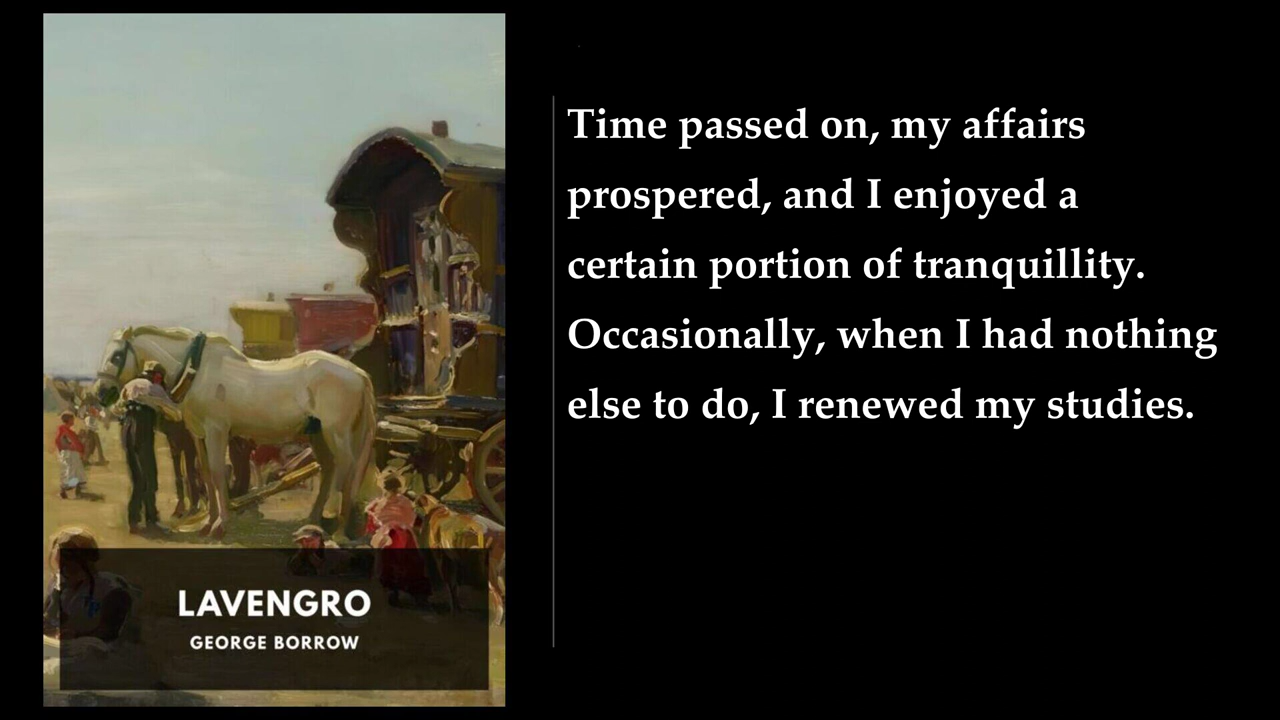 LAVENGRO
GEORGE BORROW
Time passed on, my affairs
prospered, and I enjoyed a
certain portion of tranquillity.
Occasionally, when I had nothing
else to do, I renewed my studies.